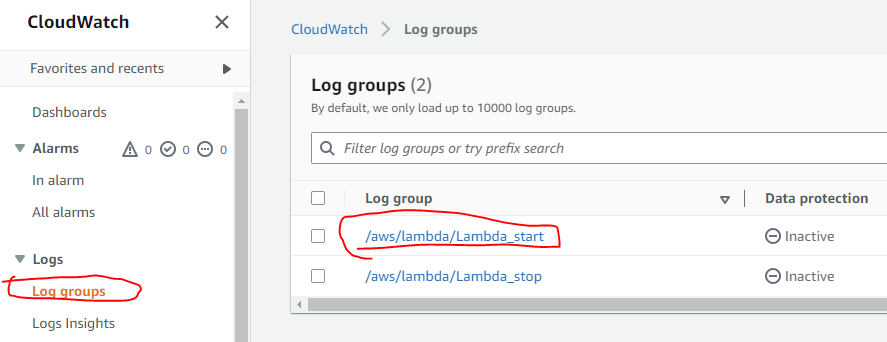 CloudWatch
Favorites and recents
Dashboards
Alarms 0 0 0
In alarm
All alarms
Logs
Log groups
Logs Insights
CloudWatch > Log groups
Log groups (2)
By default, we only load up to 10000 log groups.
Filter log groups or try prefix search
Log group Data protection
/aws/lambda/Lambda_start Inactive
/aws/lambda/Lambda_stop Inactive